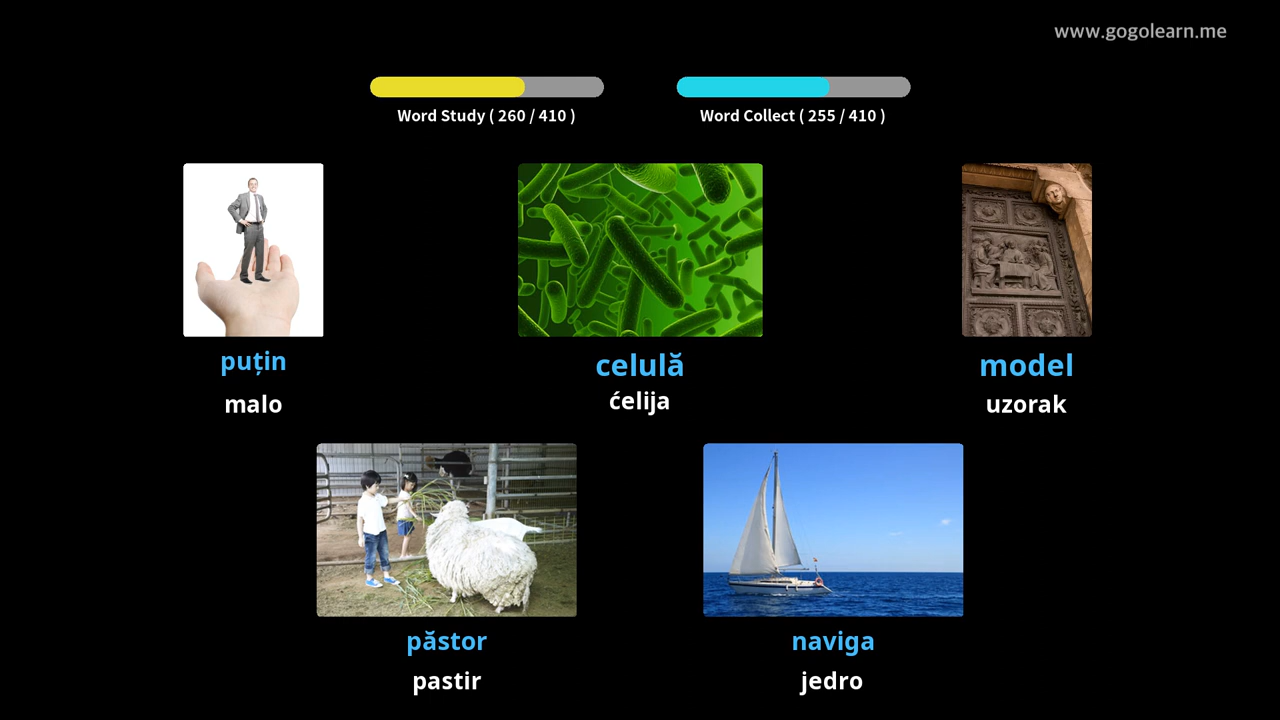 www.gogolearn.me
Word Study ( 260 / 410 )
Word Collect ( 255 / 410 )
puțin
malo
celulă
ćelija
model
uzorak
păstor
pastir
naviga
jedro